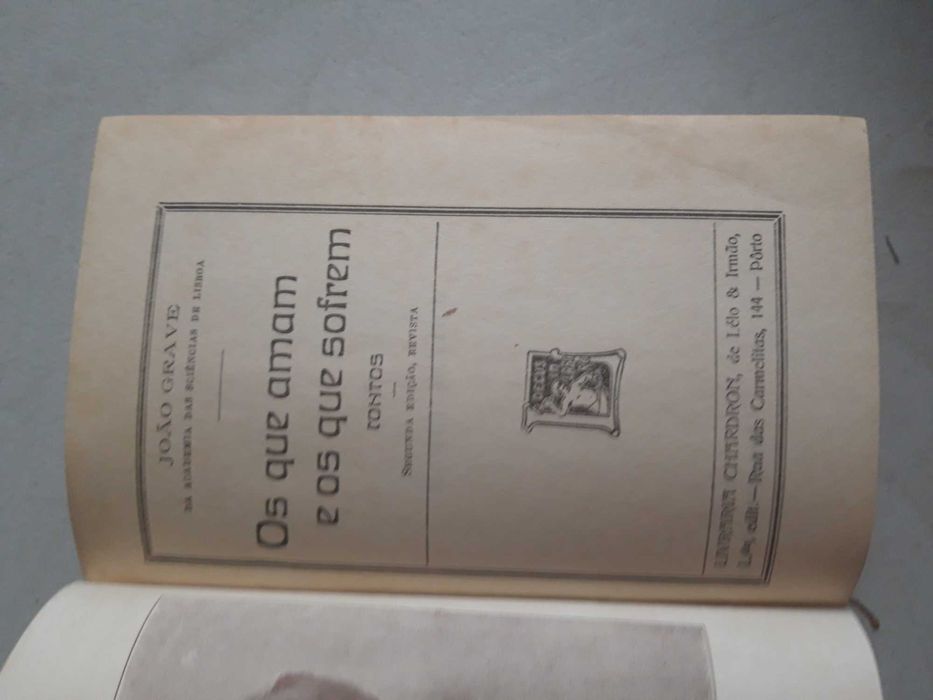 JOÃO GRAVE
DA ACADEMIA DAS SCIÊNCIAS DE LISBOA
Os que amam
e os que sofrem
CONTOS
SEGUNDA EDIÇÃO, REVISTA
LIVRARIA CHARDRON, de Lélo & Irmão,
L.da, edit.—Rua das Carmelitas, 144 — Pôrto